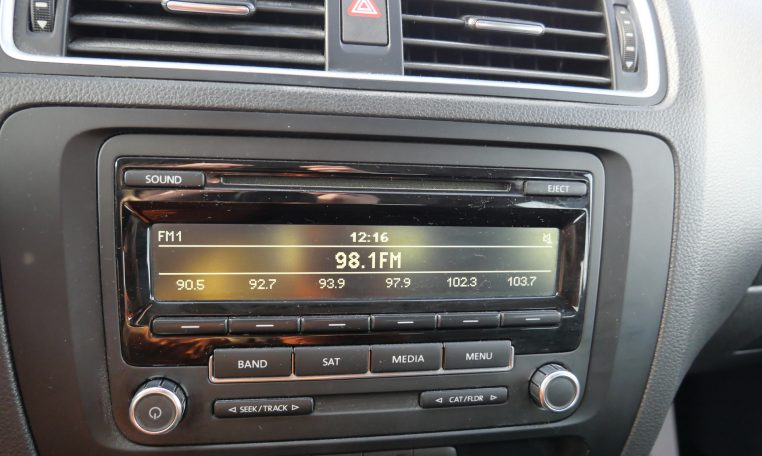 SOUND
EJECT
FM1 12:16
98.1FM
90.5 92.7 93.9 97.9 102.3 103.7
BAND SAT MEDIA MENU
◁ SEEK/TRACK ▷ ◁ CAT/FLDR ▷